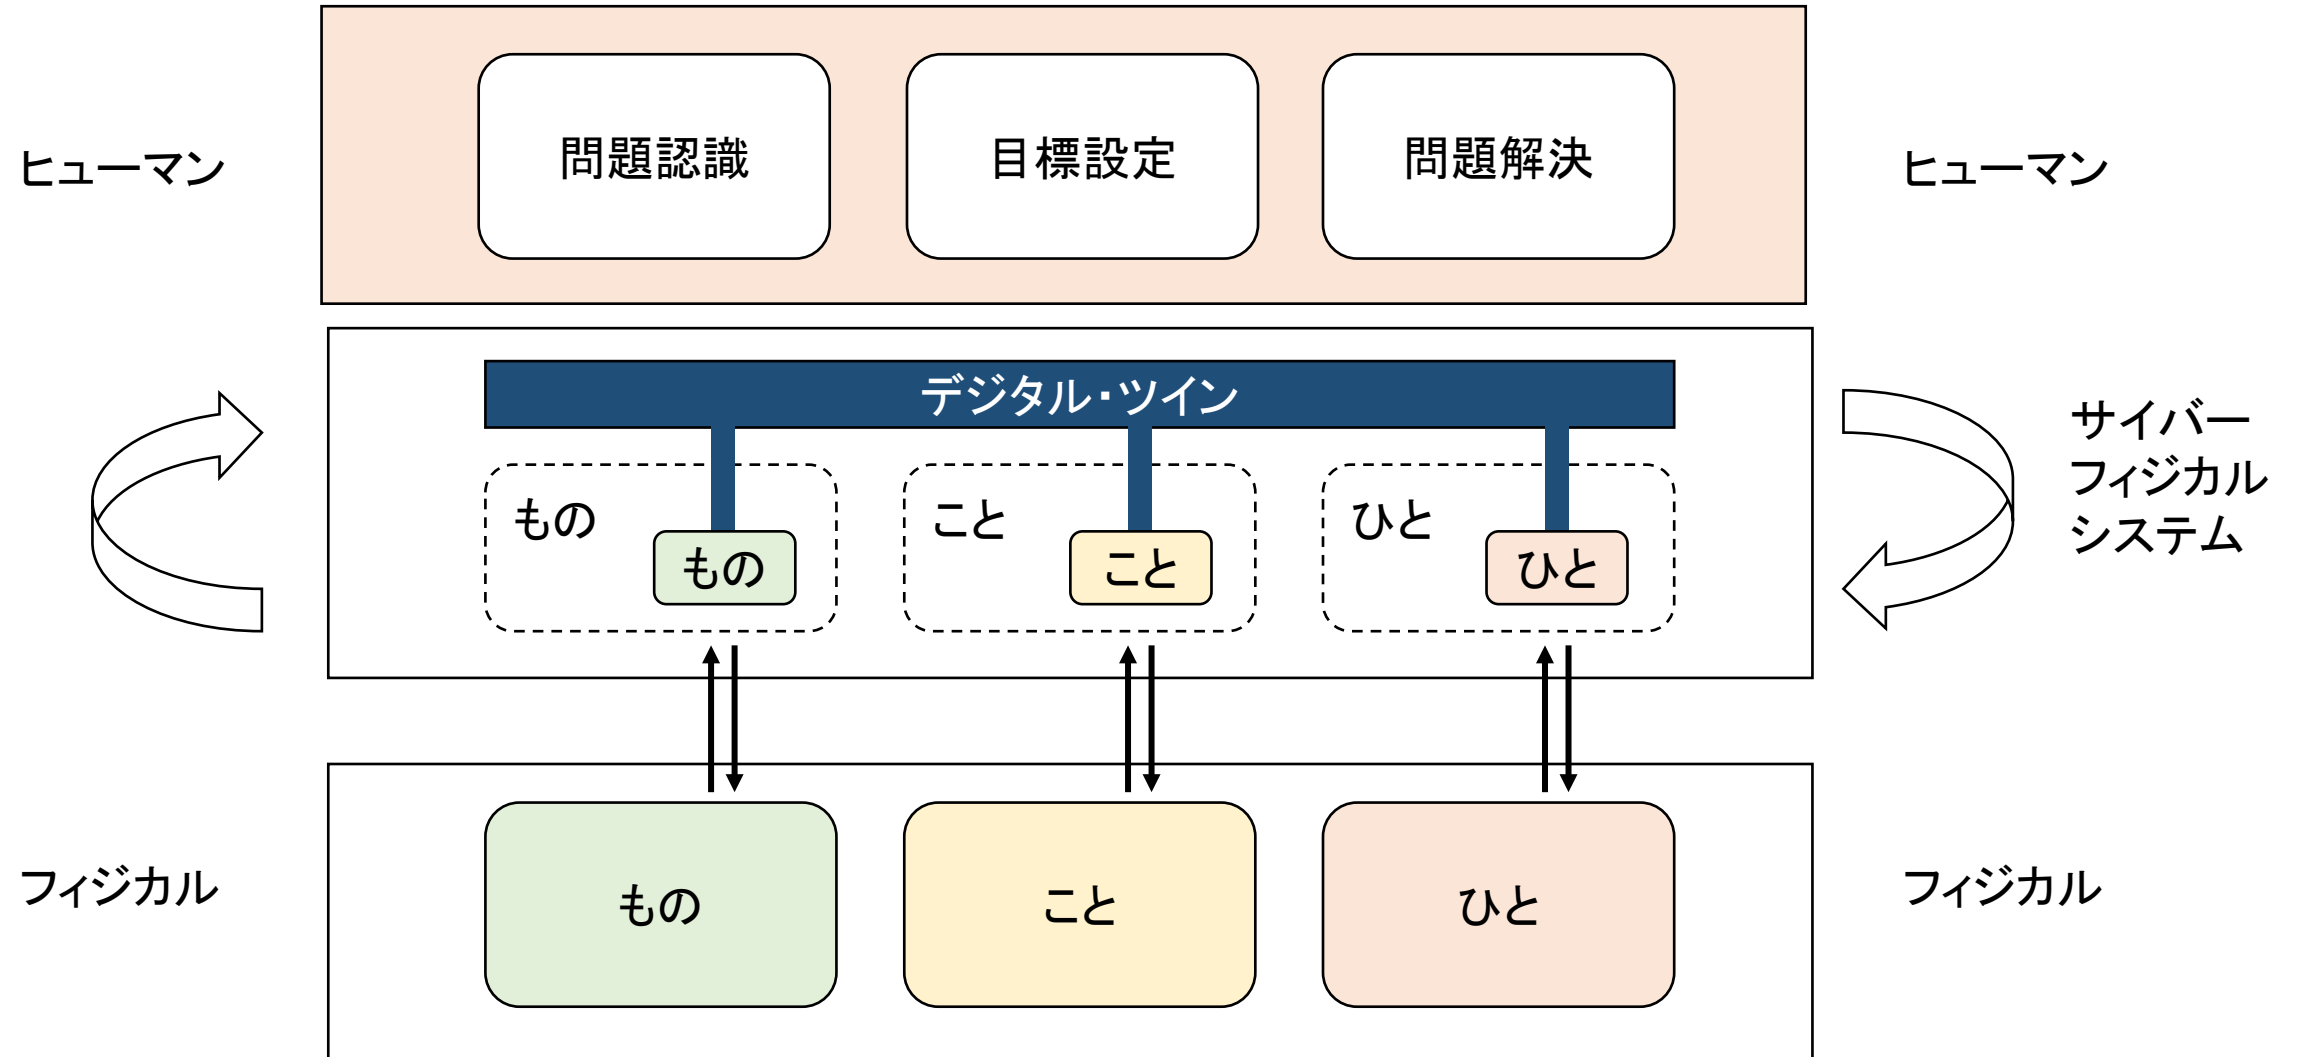 問題認識
目標設定
問題解決
ヒューマン
ヒューマン
デジタル・ツイン
サイバー
フィジカル
システム
もの
もの
こと
こと
ひと
ひと
フィジカル
もの
こと
ひと
フィジカル